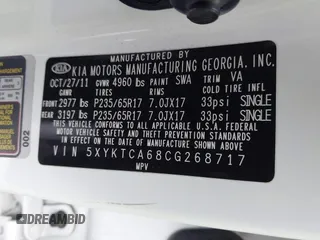 MANUFACTURED BY
KIA KIA MOTORS MANUFACTURING GEORGIA, INC.
OCT/27/11 GVWR 4960 lbs PAINT SWA TRIM VA
GAWR TIRES RIMS COLD TIRE INFL
FRONT 2977 lbs P235/65R17 7.0JX17 33psi SINGLE
REAR 3197 lbs P235/65R17 7.0JX17 33psi SINGLE
THIS VEHICLE CONFORMS TO ALL APPLICABLE
FEDERAL MOTOR VEHICLE SAFETY AND THEFT
PREVENTION STANDARDS IN EFFECT ON THE DATE
OF MANUFACTURE SHOWN ABOVE.
VIN 5XYKTCA68CG268717
MPV
002
DREAMBID